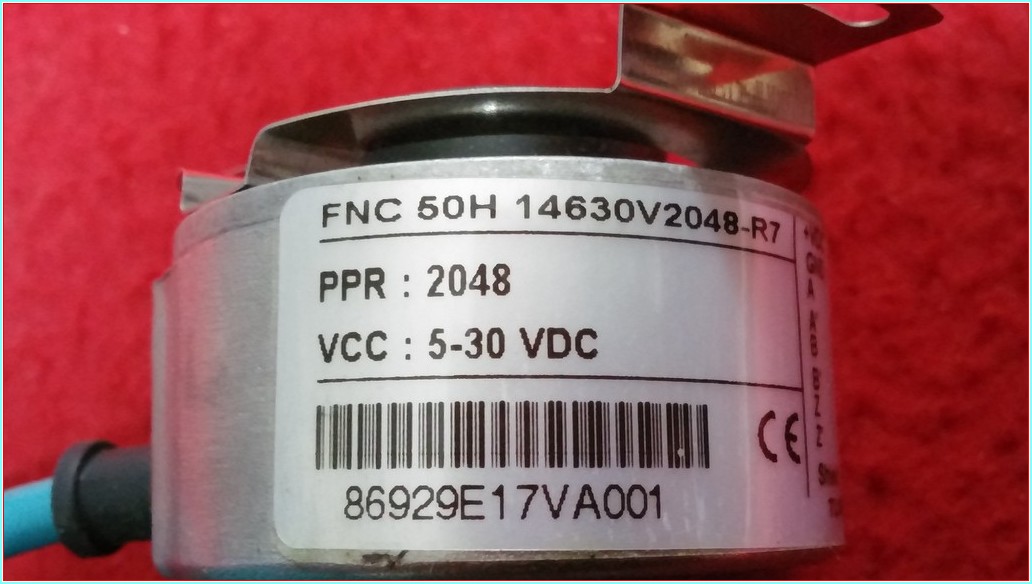 FNC 50H 14630V2048-R7
PPR : 2048
VCC : 5-30 VDC
CE
86929E17VA001